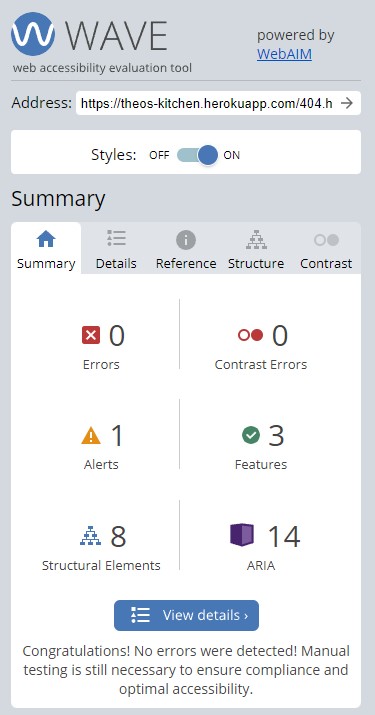 WAVE
web accessibility evaluation tool
powered by
WebAIM
Address: https://theos-kitchen.herokuapp.com/404.h
Styles: OFF ON
Summary
Summary Details Reference Structure Contrast
0 0
Errors Contrast Errors
1 3
Alerts Features
8 14
Structural Elements ARIA
View details ›
Congratulations! No errors were detected! Manual
testing is still necessary to ensure compliance and
optimal accessibility.